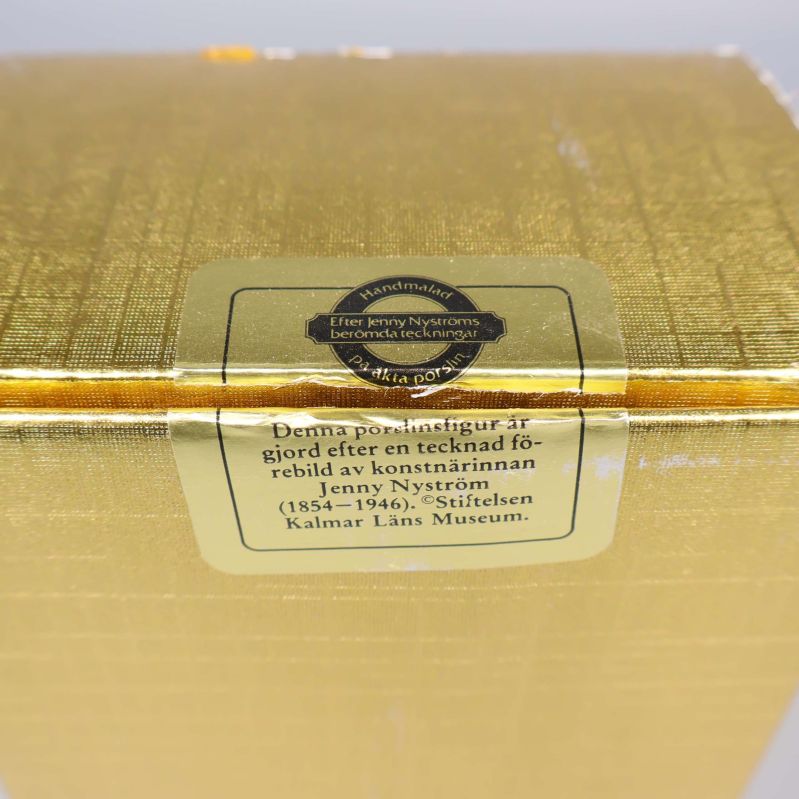 Handmålad
Efter Jenny Nyströms
berömda teckningar
på äkta porslin
Denna porslinsfigur är
gjord efter en tecknad fö-
rebild av konstnärinnan
Jenny Nyström
(1854—1946). ©Stiftelsen
Kalmar Läns Museum.